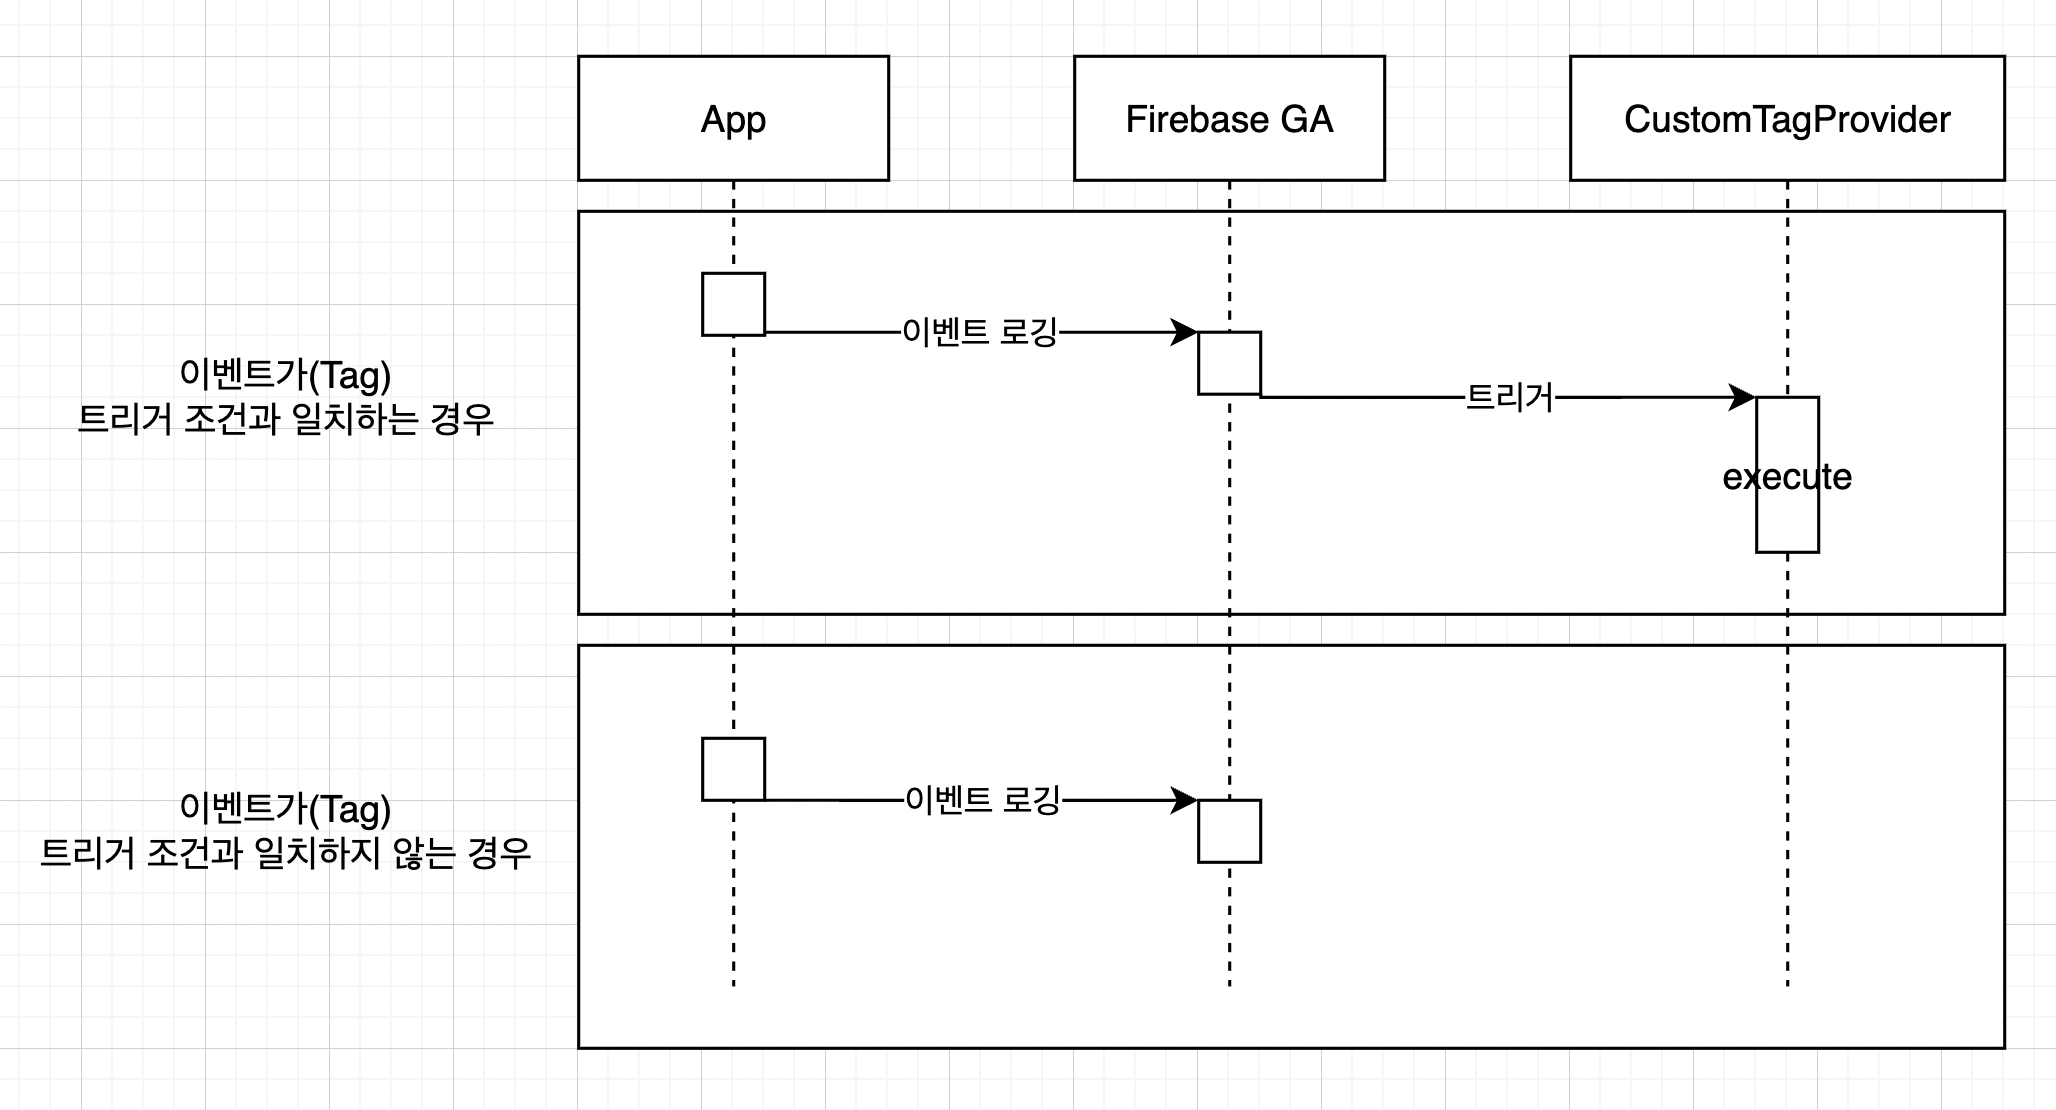 App
Firebase GA
CustomTagProvider
이벤트가(Tag)
트리거 조건과 일치하는 경우
이벤트 로깅
트리거
execute
이벤트가(Tag)
트리거 조건과 일치하지 않는 경우
이벤트 로깅